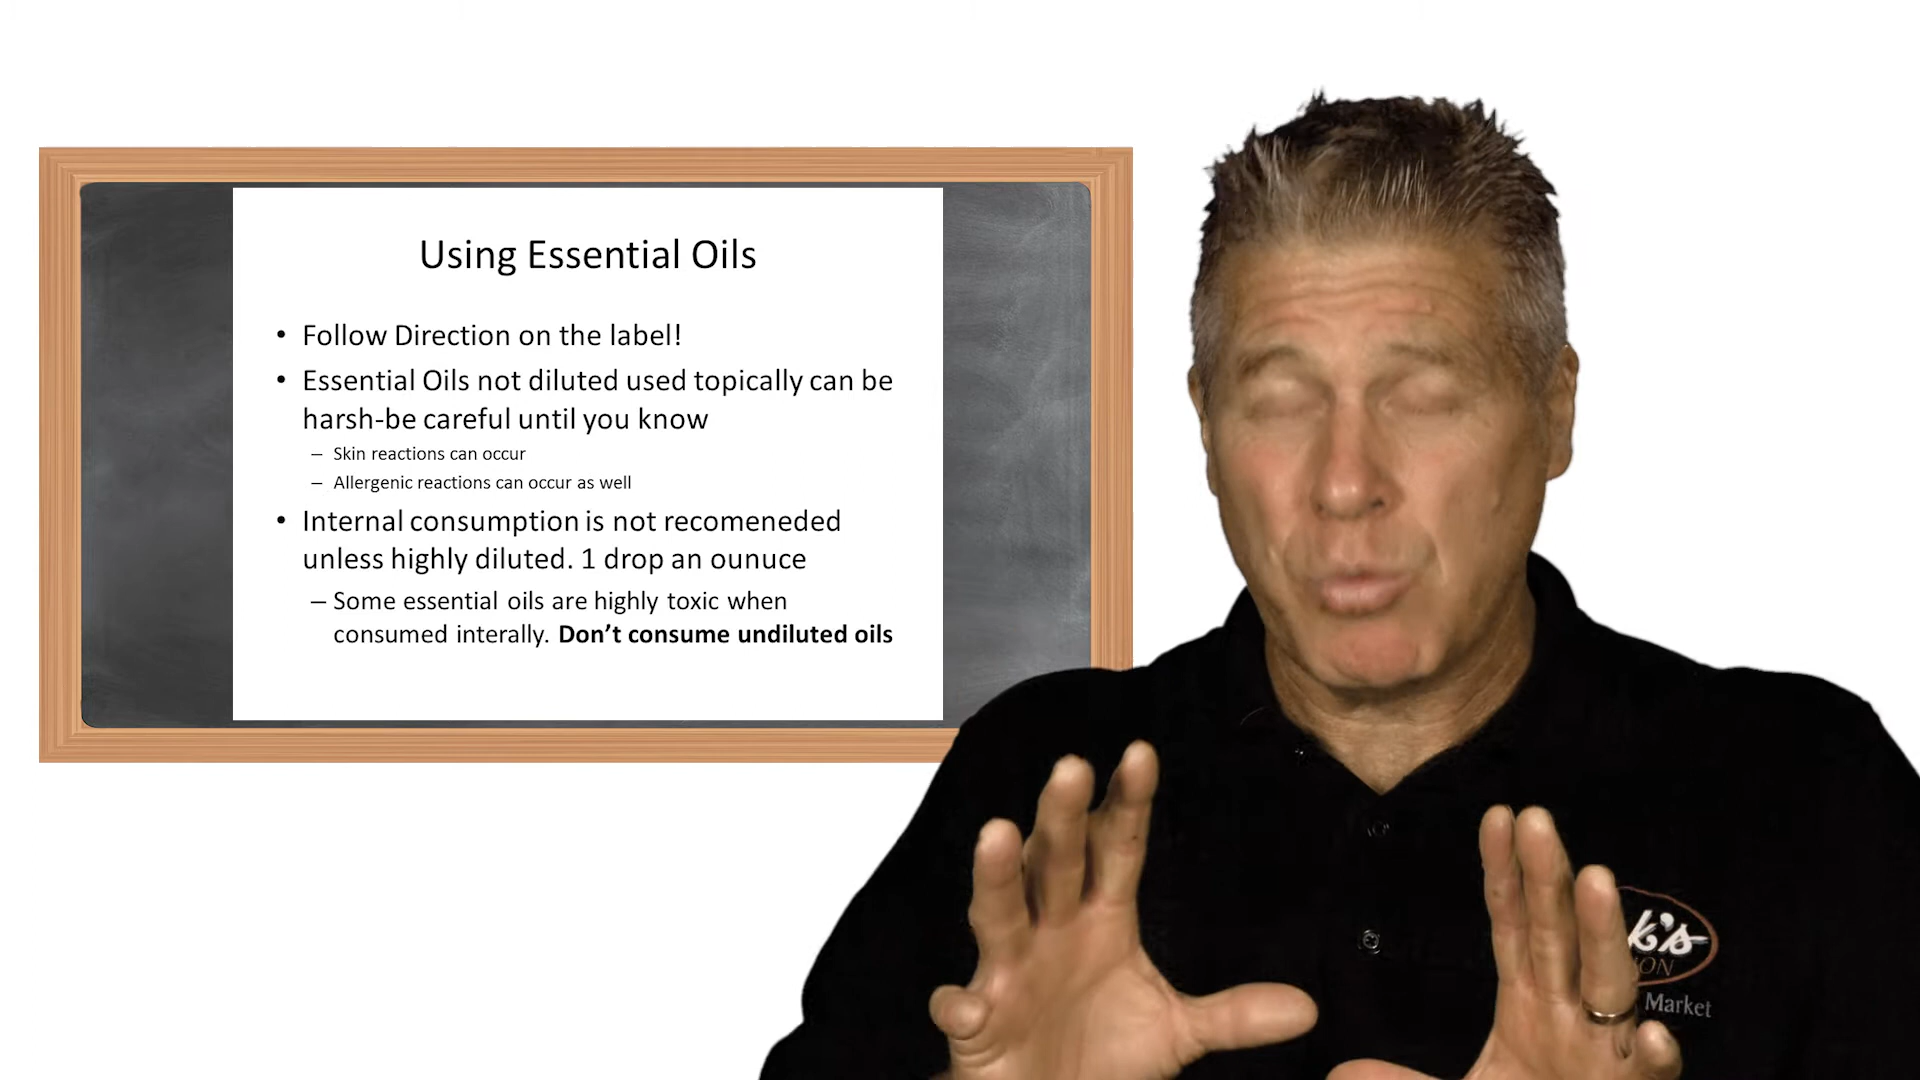 Using Essential Oils
• Follow Direction on the label!
• Essential Oils not diluted used topically can be
harsh-be careful until you know
– Skin reactions can occur
– Allergenic reactions can occur as well
• Internal consumption is not recomeneded
unless highly diluted. 1 drop an ounuce
– Some essential oils are highly toxic when
consumed interally. Don’t consume undiluted oils
k's
ION
Market